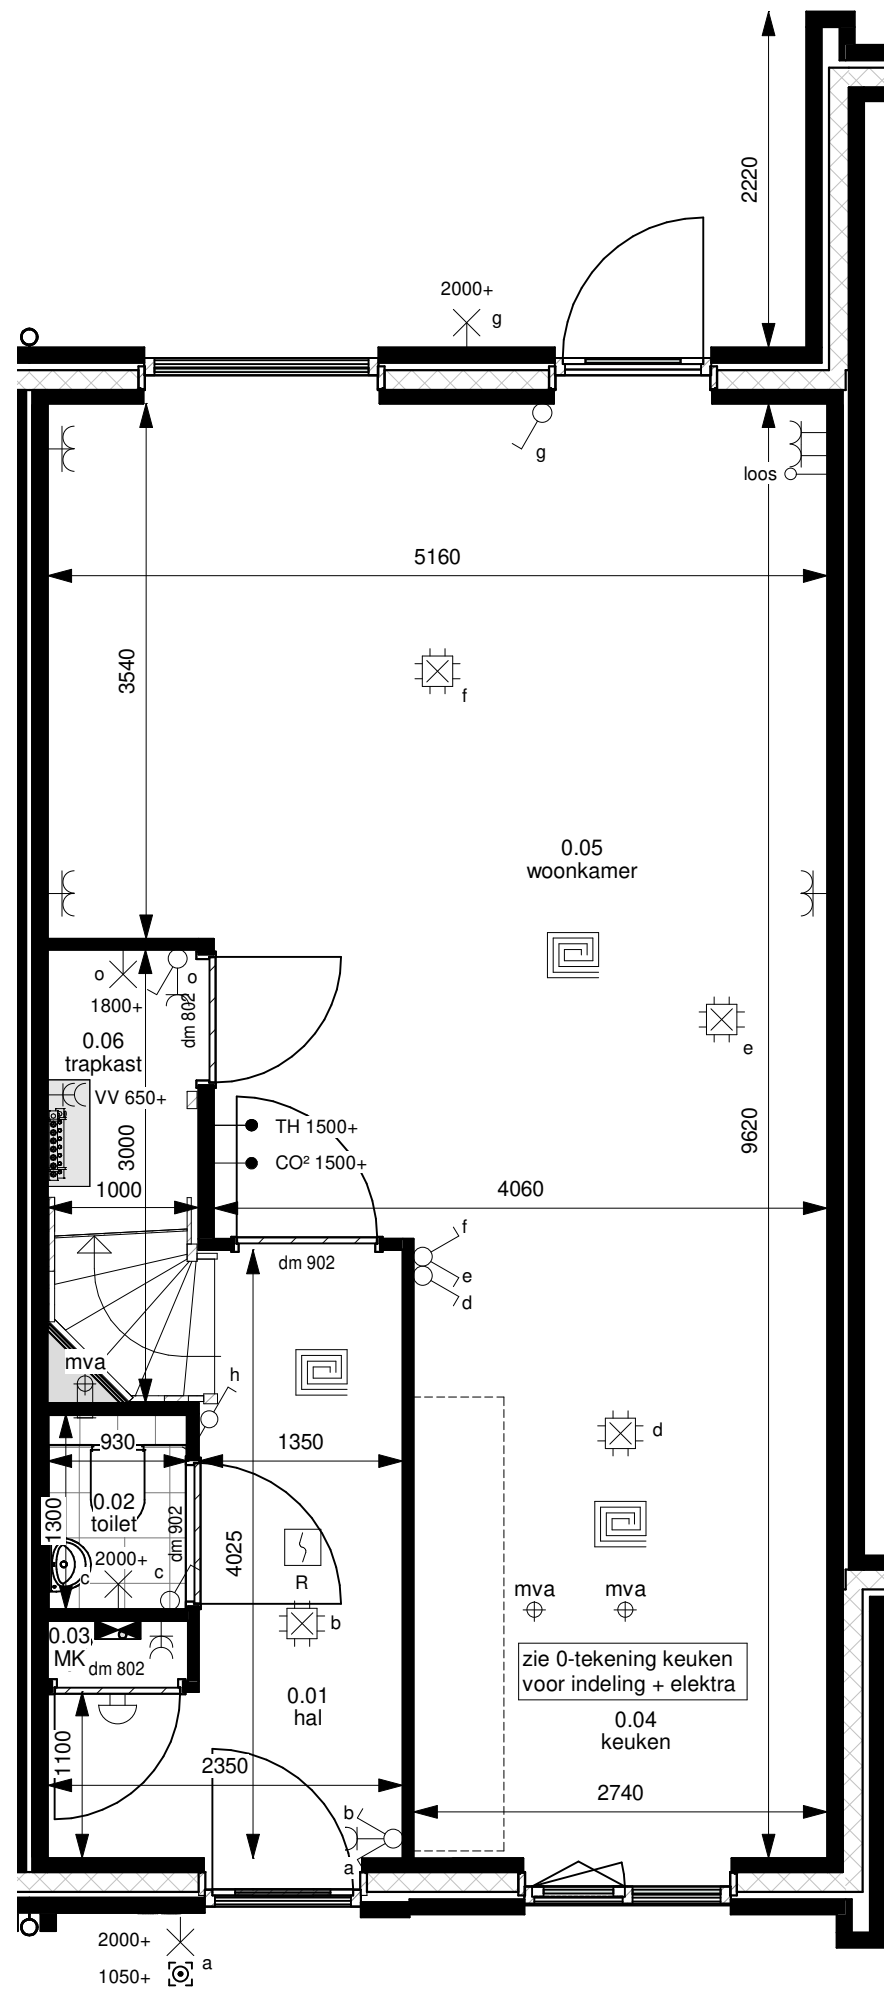 2220
2000+
g
g
loos
5160
3540
f
0.05
woonkamer
o
o
1800+
dm 802
0.06
trapkast
e
VV 650+
3000
TH 1500+
CO² 1500+
9620
1000
4060
f
e
d
dm 902
mva
h
d
930
1350
1300
0.02
toilet
dm 902
4025
2000+
c
c
R
b
mva
mva
0.03
MK
dm 802
zie 0-tekening keuken
voor indeling + elektra
0.01
hal
0.04
keuken
1100
2350
2740
b
a
2000+
a
1050+